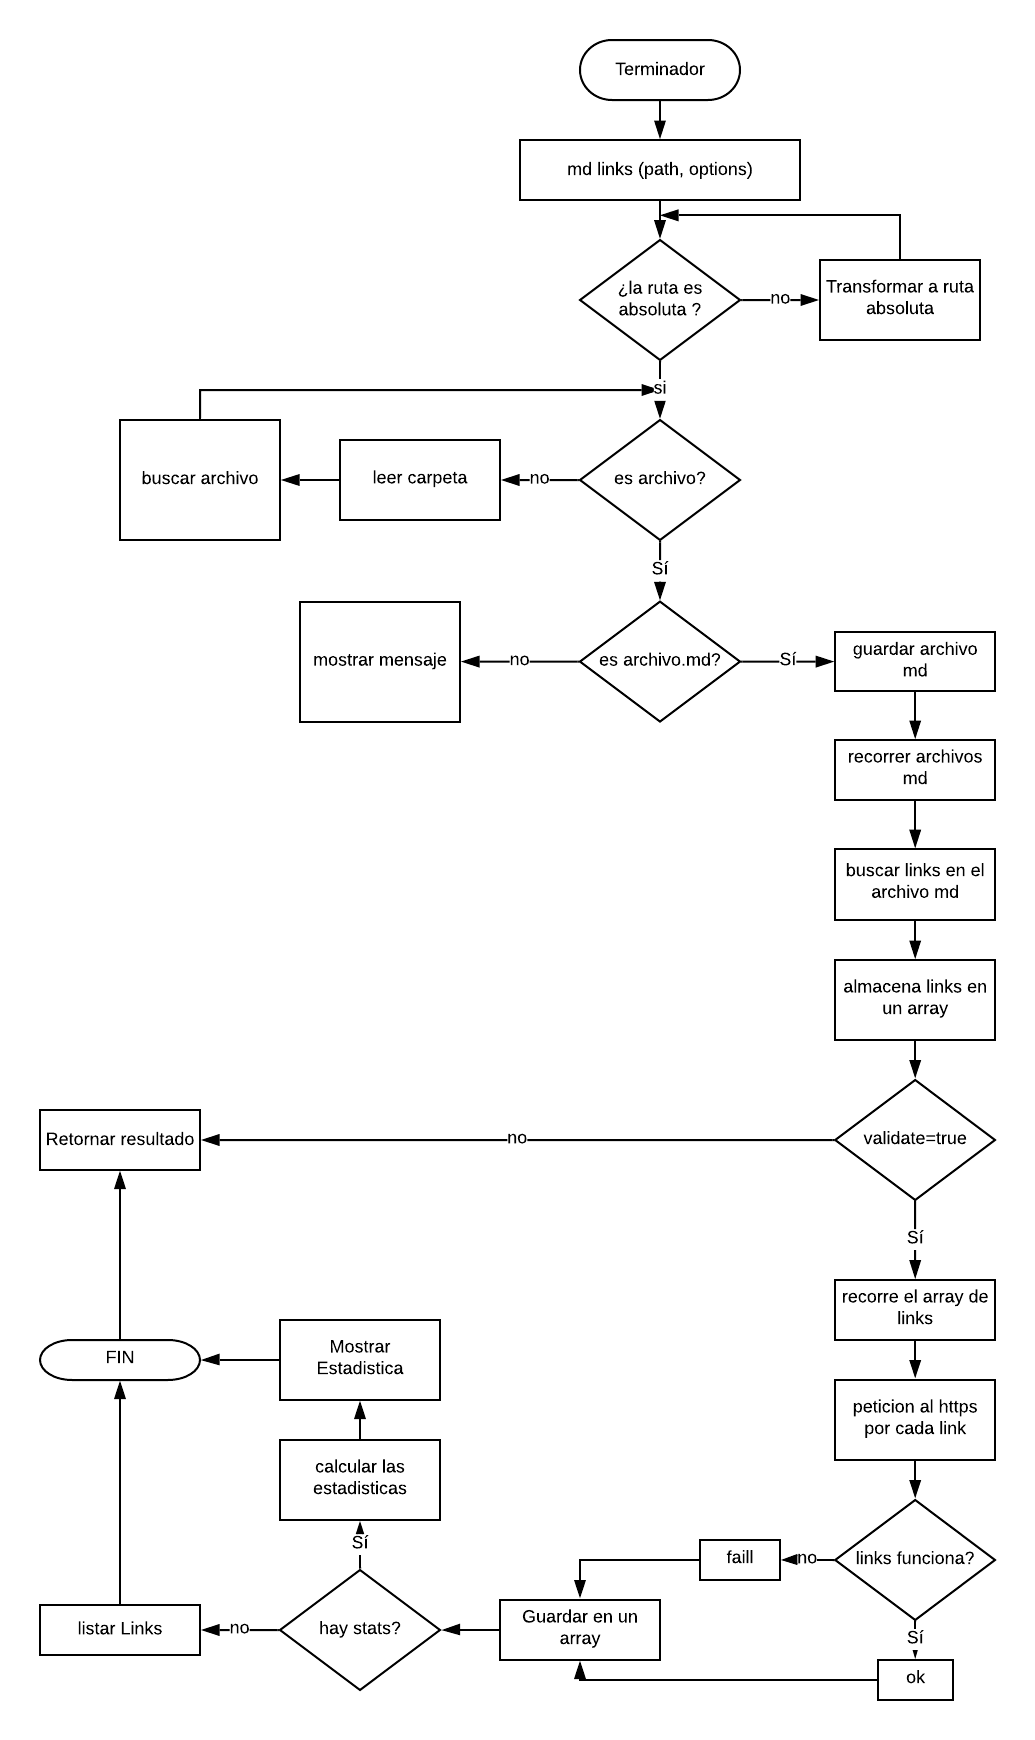 Terminador
md links (path, options)
¿la ruta es
absoluta ?
no
Transformar a ruta
absoluta
si
buscar archivo
leer carpeta
no
es archivo?
Sí
mostrar mensaje
no
es archivo.md?
Sí
guardar archivo
md
recorrer archivos
md
buscar links en el
archivo md
almacena links en
un array
Retornar resultado
no
validate=true
Sí
recorre el array de
links
FIN
Mostrar
Estadistica
peticion al https
por cada link
calcular las
estadisticas
Sí
faill
no
links funciona?
listar Links
no
hay stats?
Guardar en un
array
Sí
ok